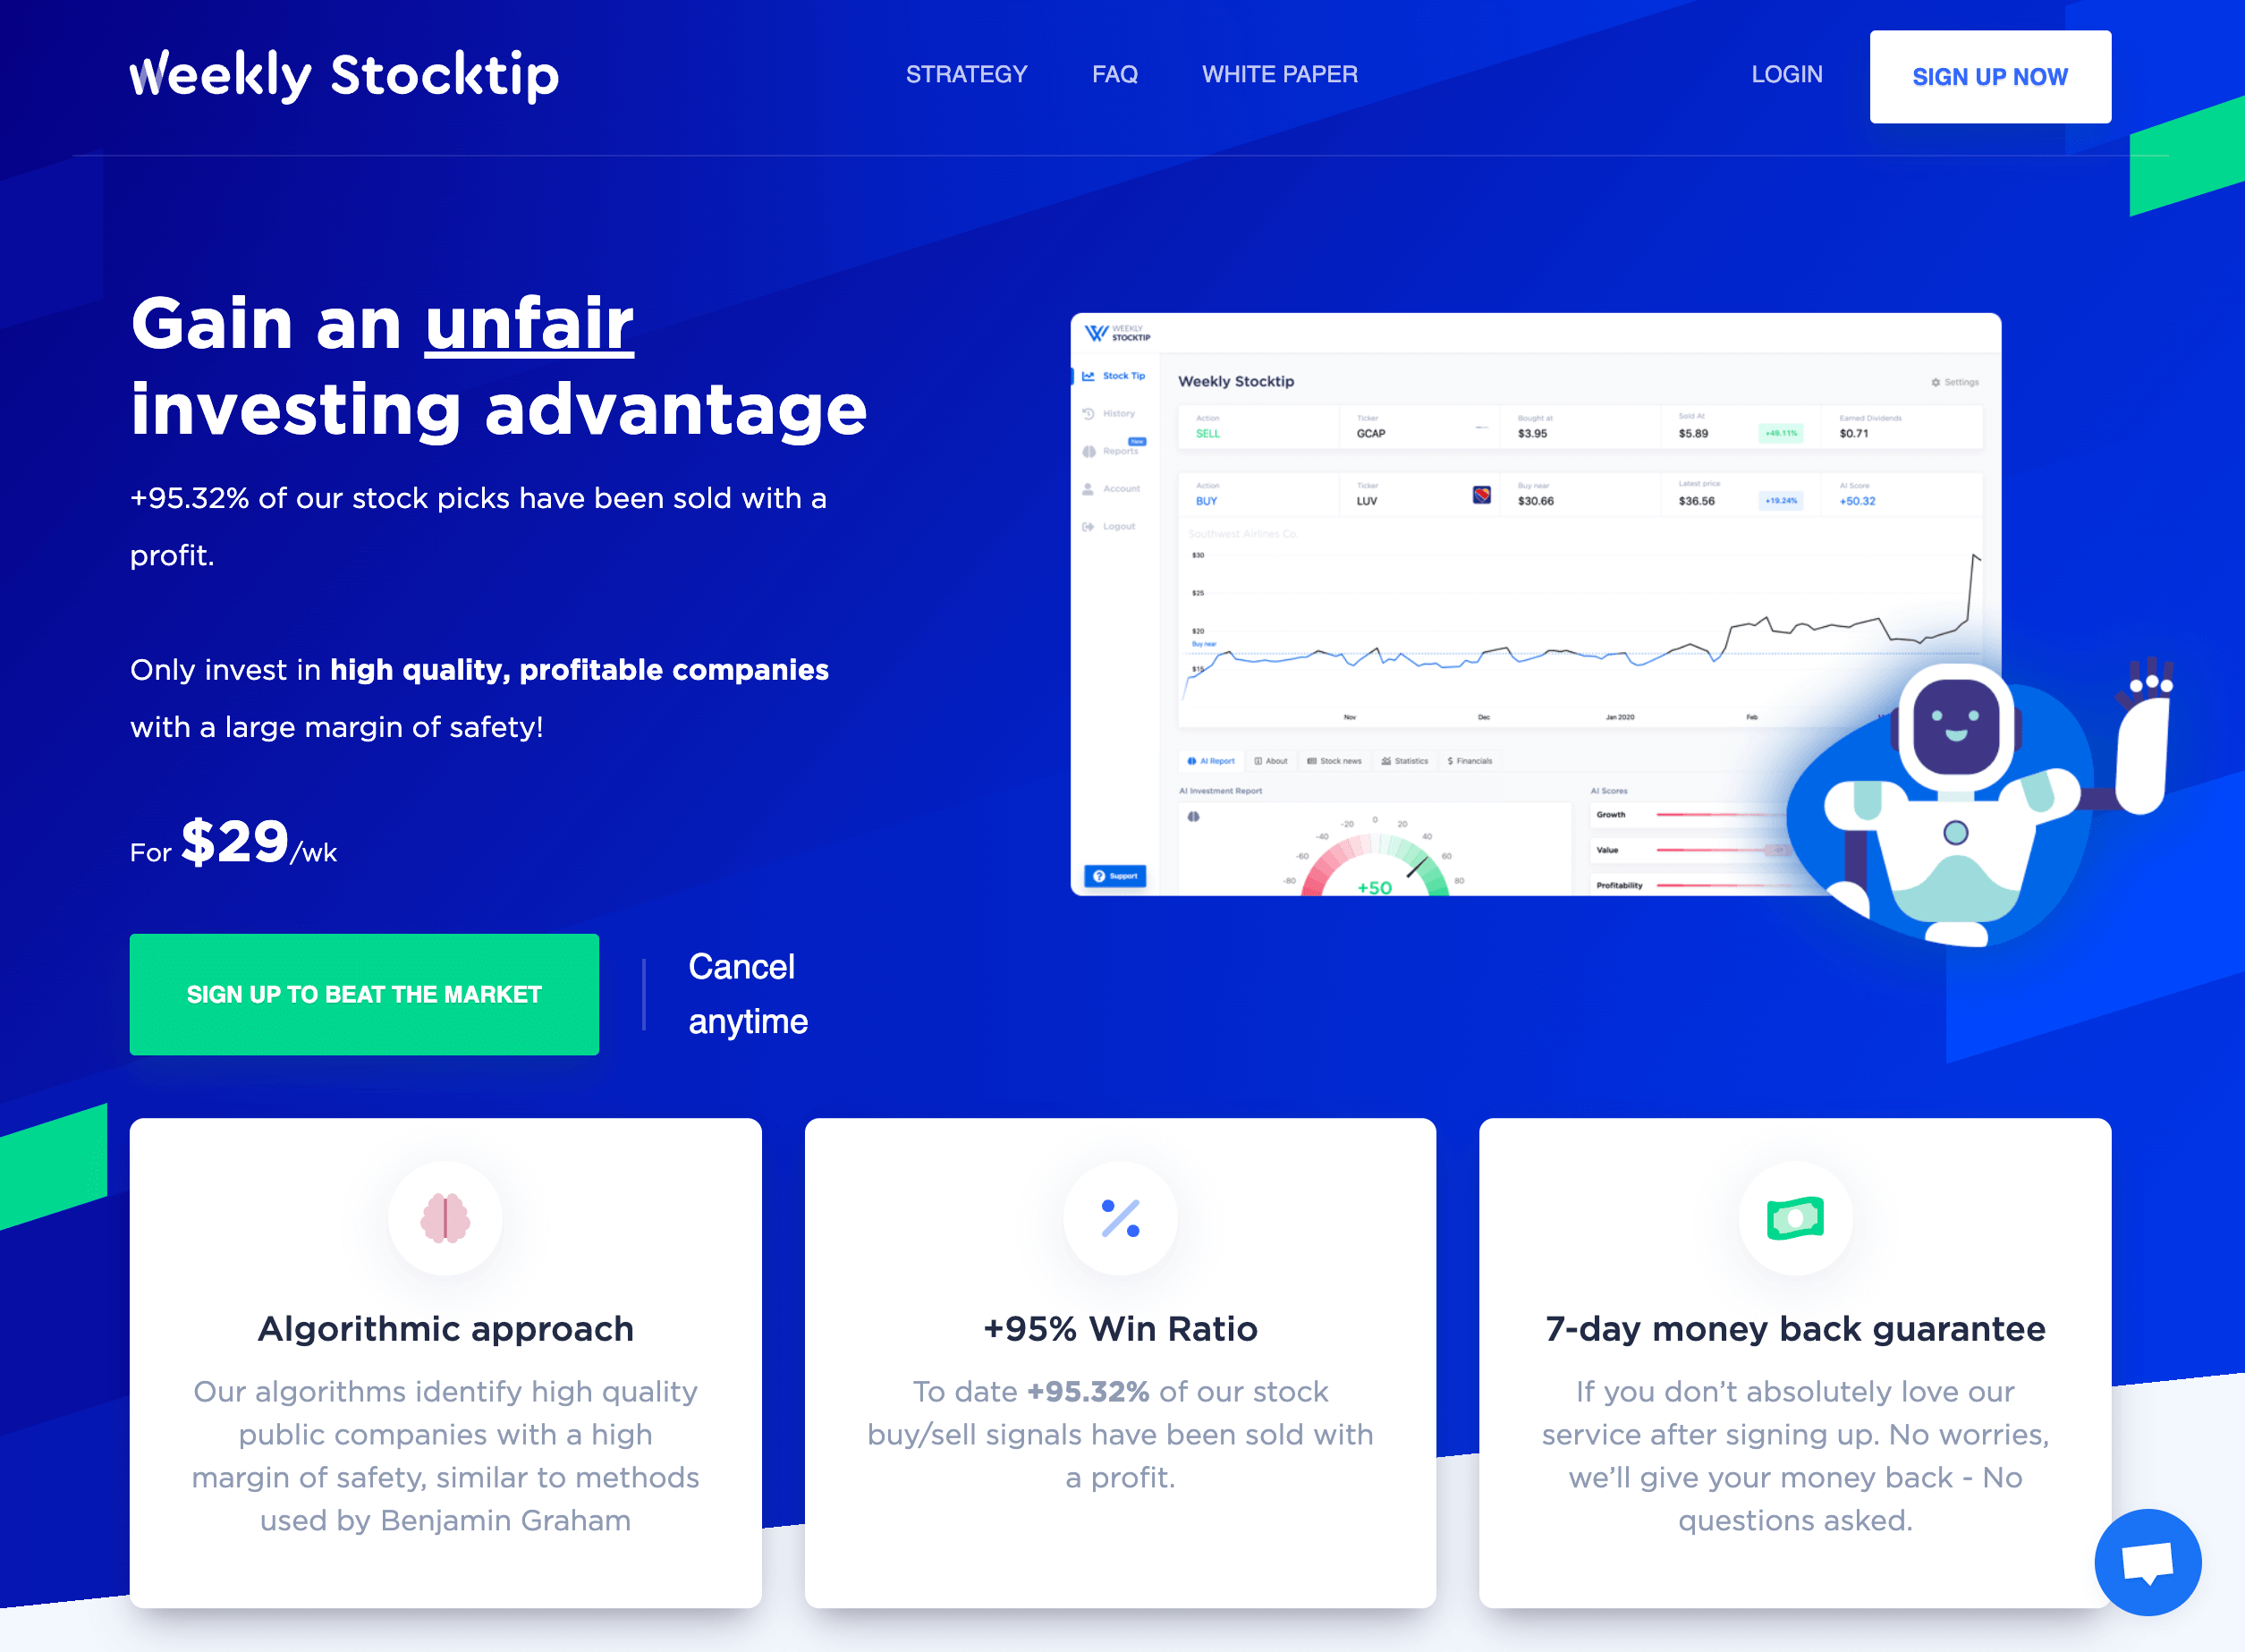 Weekly Stocktip
STRATEGY
FAQ
WHITE PAPER
LOGIN
SIGN UP NOW
Gain an unfair
investing advantage
+95.32% of our stock picks have been sold with a
profit.
Only invest in high quality, profitable companies
with a large margin of safety!
For $29/wk
SIGN UP TO BEAT THE MARKET
Cancel
anytime
WEEKLY
STOCKTIP
Stock Tip
History
New
Reports
Account
Logout
Support
Weekly Stocktip
Settings
Action
SELL
Ticker
GCAP
Bought at
$3.95
Sold At
$5.89
+49.11%
Earned Dividends
$0.71
Action
BUY
Ticker
LUV
Buy near
$30.66
Latest price
$36.56
+19.24%
AI Score
+50.32
Southwest Airlines Co.
$30
$25
$20
Buy near
$15
Nov
Dec
Jan 2020
Feb
AI Report
About
Stock news
Statistics
Financials
AI Investment Report
-80
-60
-40
-20
0
20
40
60
80
+50
AI Scores
Growth
Value
Profitability
Algorithmic approach
Our algorithms identify high quality
public companies with a high
margin of safety, similar to methods
used by Benjamin Graham
+95% Win Ratio
To date +95.32% of our stock
buy/sell signals have been sold with
a profit.
7-day money back guarantee
If you don’t absolutely love our
service after signing up. No worries,
we’ll give your money back - No
questions asked.